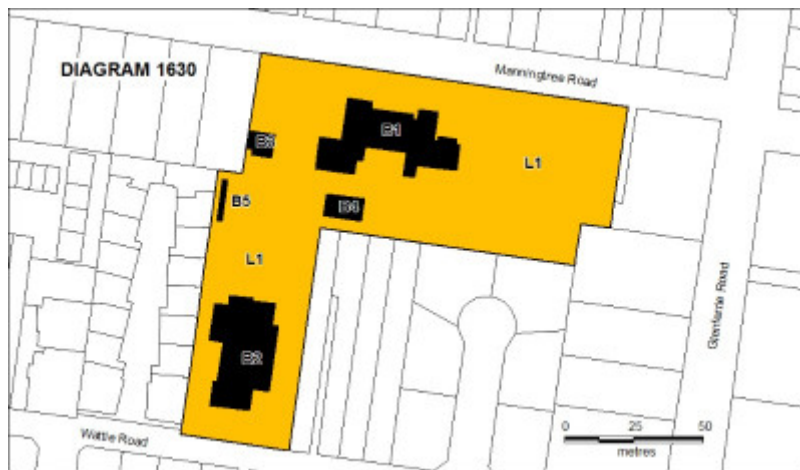 DIAGRAM 1630
Manningtree Road
B1
B3
L1
B5
B4
L1
Glenferrie Road
B2
Wattle Road
0 25 50
metres